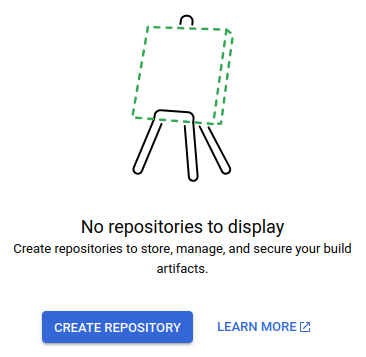 No repositories to display
Create repositories to store, manage, and secure your build
artifacts.
CREATE REPOSITORY
LEARN MORE